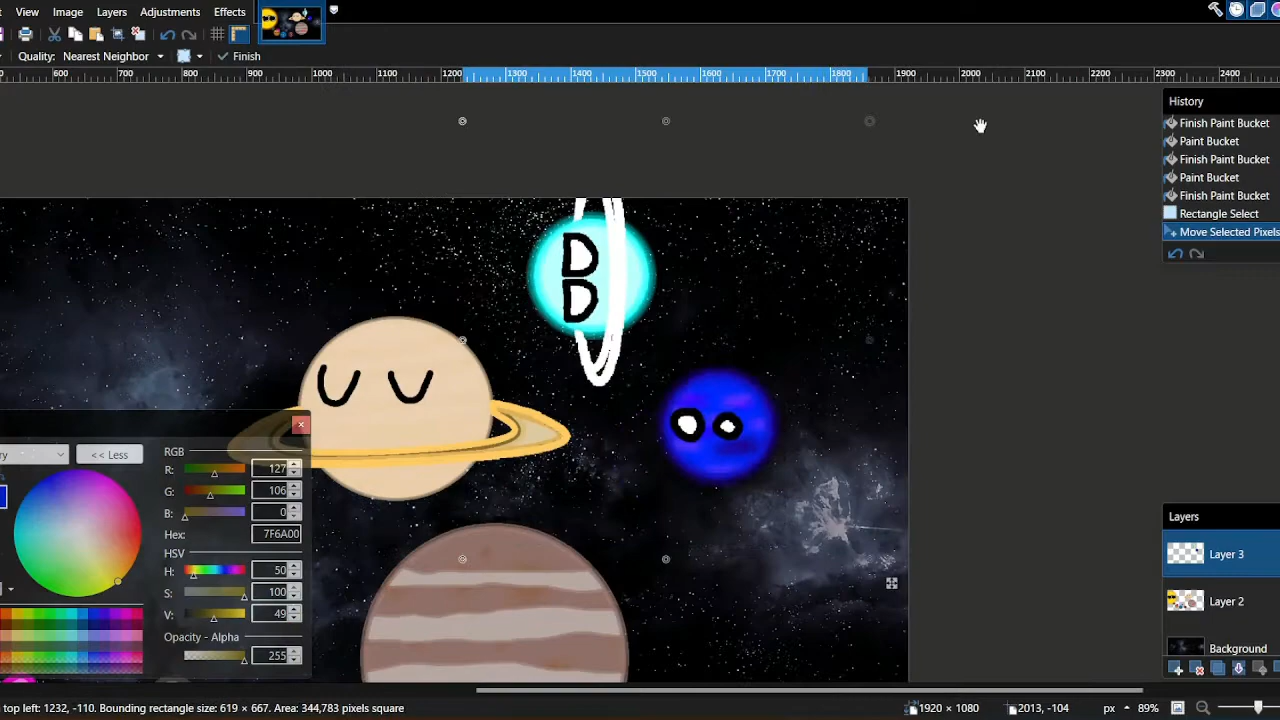 View Image Layers Adjustments Effects
Quality: Nearest Neighbor Finish
600 700 800 900 1000 1100 1200 1300 1400 1500 1600 1700 1800 1900 2000 2100 2200 2300 2400
History
Finish Paint Bucket
Paint Bucket
Finish Paint Bucket
Paint Bucket
Finish Paint Bucket
Rectangle Select
Move Selected Pixels
<< Less
RGB
R: 127
G: 106
B: 0
Hex: 7F6A00
HSV
H: 50
S: 100
V: 49
Opacity - Alpha
255
Layers
Layer 3
Layer 2
Background
top left: 1232, -110. Bounding rectangle size: 619 × 667. Area: 344,783 pixels square
1920 × 1080
2013, -104
px
89%